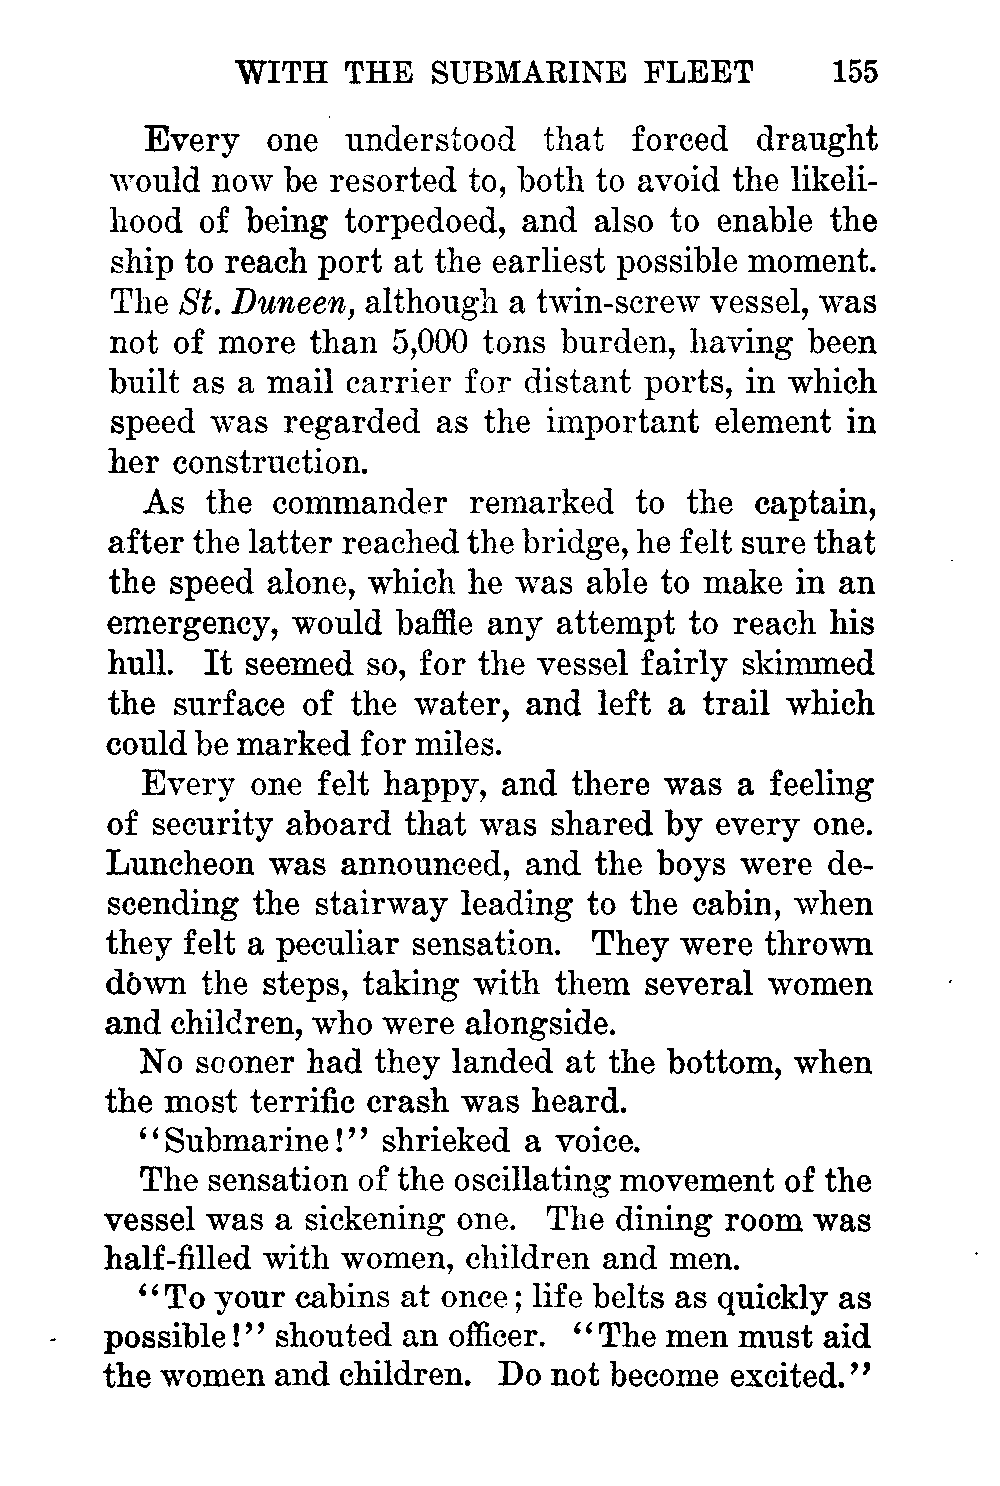 WITH THE SUBMARINE FLEET 155
Every one understood that forced draught
would now be resorted to, both to avoid the likeli-
hood of being torpedoed, and also to enable the
ship to reach port at the earliest possible moment.
The St. Duneen, although a twin-screw vessel, was
not of more than 5,000 tons burden, having been
built as a mail carrier for distant ports, in which
speed was regarded as the important element in
her construction.
As the commander remarked to the captain,
after the latter reached the bridge, he felt sure that
the speed alone, which he was able to make in an
emergency, would baffle any attempt to reach his
hull. It seemed so, for the vessel fairly skimmed
the surface of the water, and left a trail which
could be marked for miles.
Every one felt happy, and there was a feeling
of security aboard that was shared by every one.
Luncheon was announced, and the boys were de-
scending the stairway leading to the cabin, when
they felt a peculiar sensation. They were thrown
down the steps, taking with them several women
and children, who were alongside.
No sooner had they landed at the bottom, when
the most terrific crash was heard.
"Submarine!" shrieked a voice.
The sensation of the oscillating movement of the
vessel was a sickening one. The dining room was
half-filled with women, children and men.
"To your cabins at once; life belts as quickly as
possible!" shouted an officer. "The men must aid
the women and children. Do not become excited."